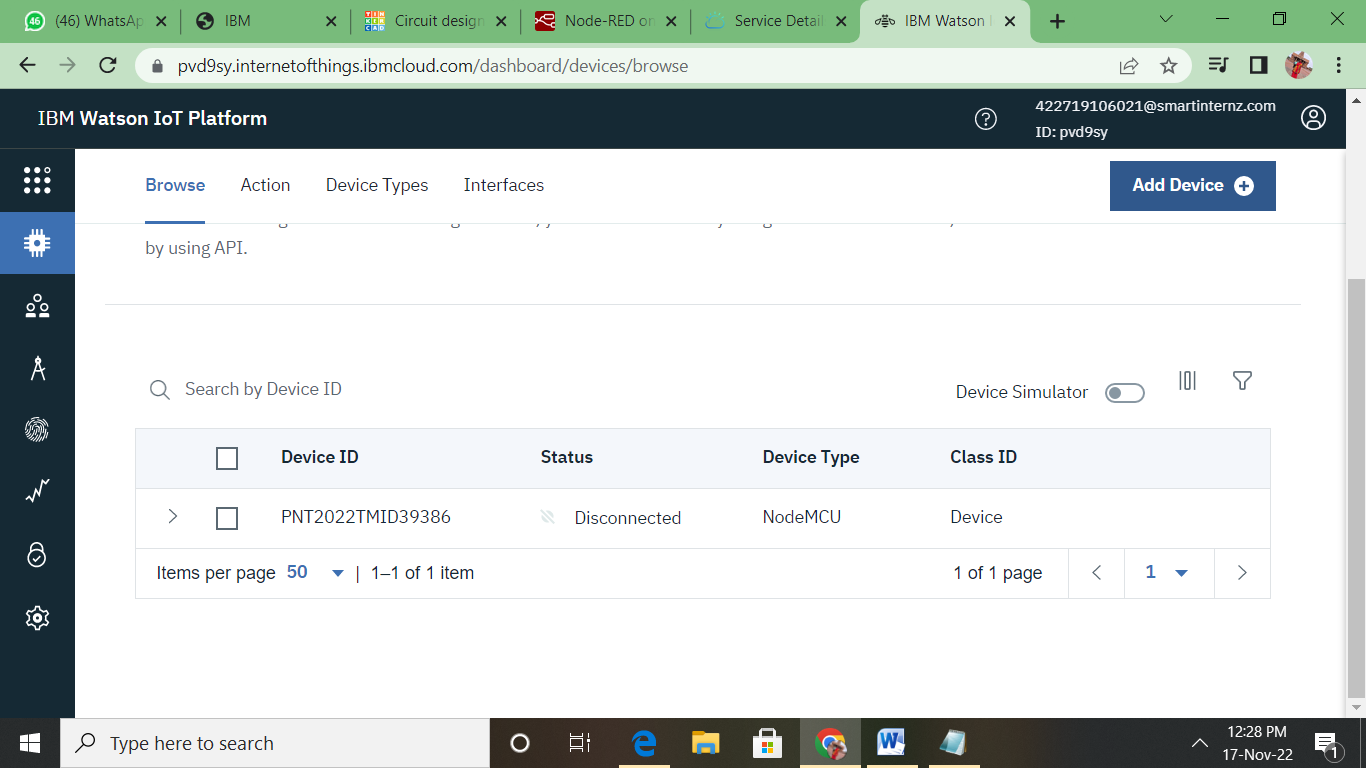 (46) WhatsAp
IBM
Circuit design
Node-RED on
Service Detail
IBM Watson
pvd9sy.internetofthings.ibmcloud.com/dashboard/devices/browse
IBM Watson IoT Platform
422719106021@smartinternz.com
ID: pvd9sy
Browse
Action
Device Types
Interfaces
Add Device
by using API.
Search by Device ID
Device Simulator
Device ID Status Device Type Class ID
PNT2022TMID39386 Disconnected NodeMCU Device
Items per page 50 | 1–1 of 1 item 1 of 1 page 1
Type here to search
12:28 PM
17-Nov-22
1